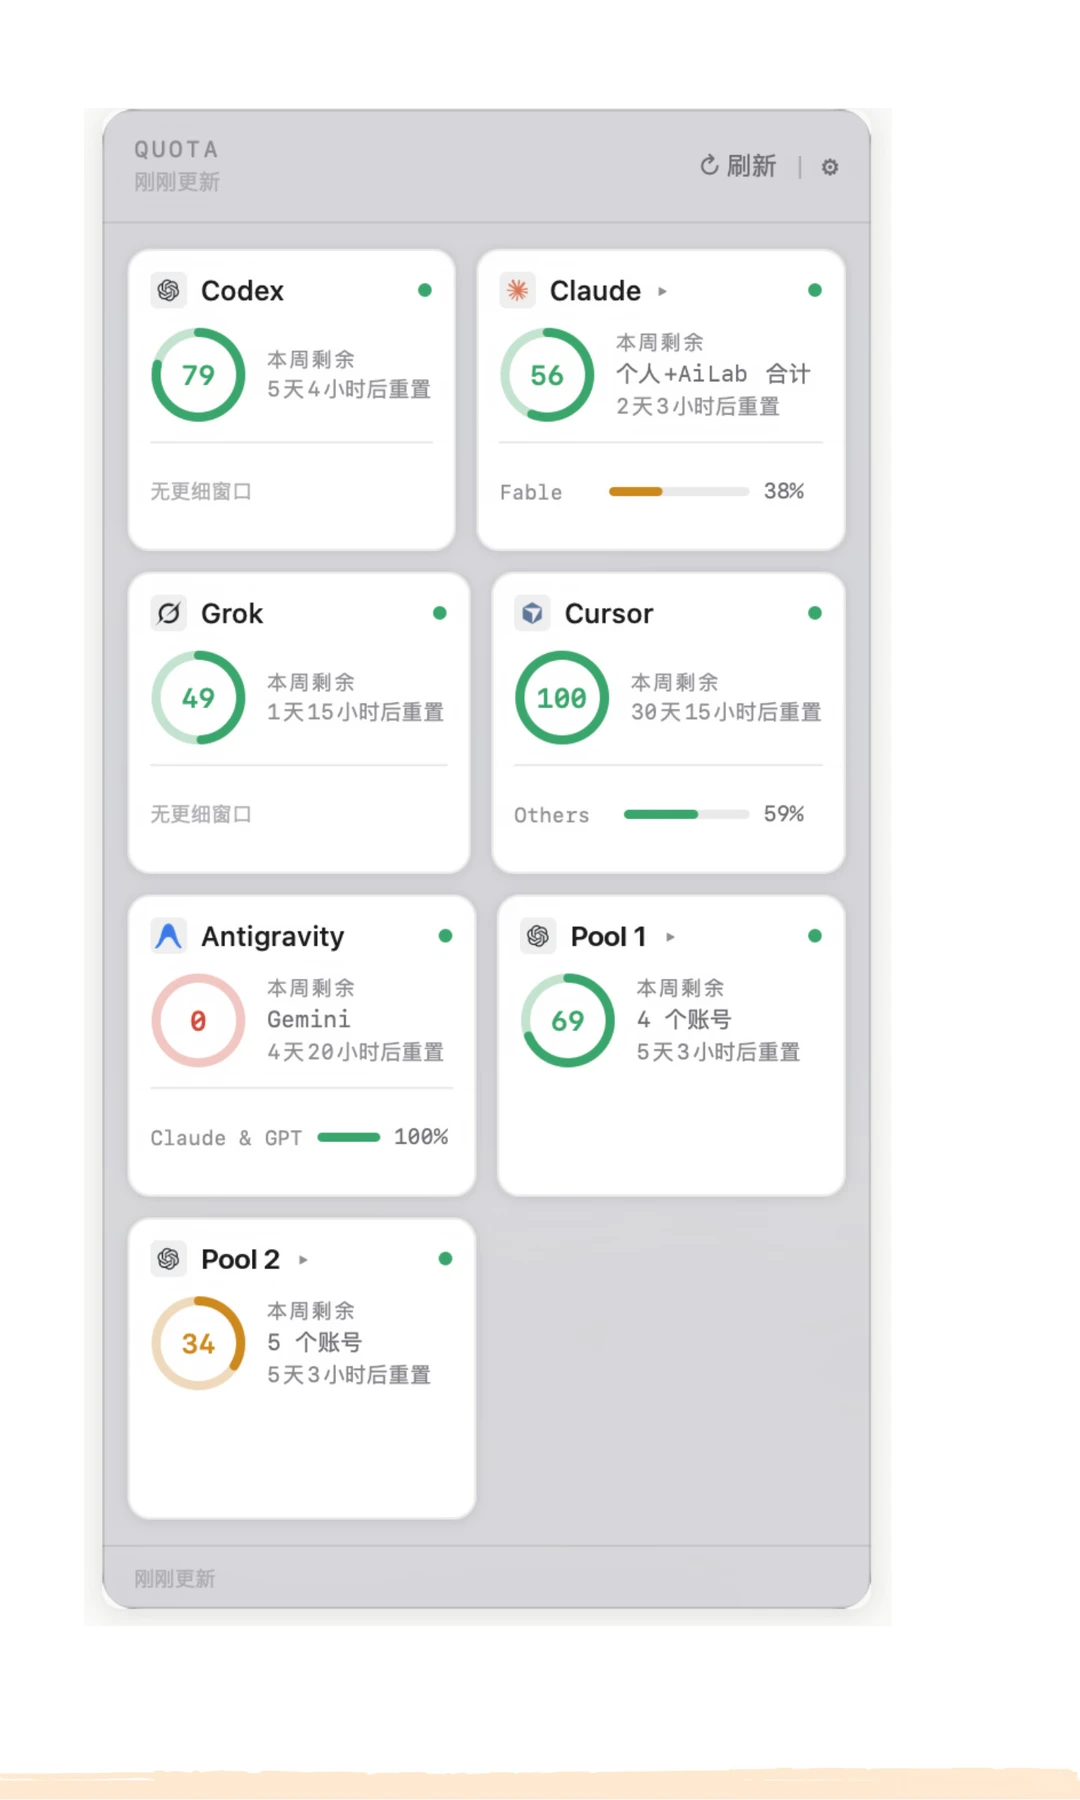 QUOTA
刚刚更新
刷新
Codex
79
本周剩余
5天4小时后重置
无更细窗口
Claude
56
本周剩余
个人+AiLab 合计
2天3小时后重置
Fable 38%
Grok
49
本周剩余
1天15小时后重置
无更细窗口
Cursor
100
本周剩余
30天15小时后重置
Others 59%
Antigravity
0
本周剩余
Gemini
4天20小时后重置
Claude & GPT 100%
Pool 1
69
本周剩余
4 个账号
5天3小时后重置
Pool 2
34
本周剩余
5 个账号
5天3小时后重置
刚刚更新